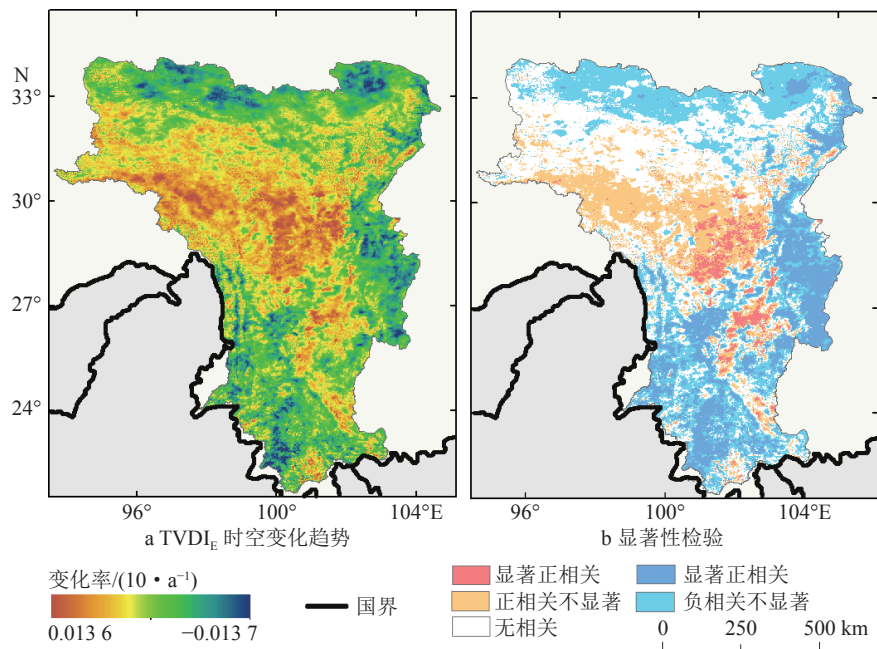 N
33°
30°
27°
24°
96° 100° 104°E
100° 96° 104°E
a TVDI_E 时空变化趋势
b 显著性检验
变化率/(10·a⁻¹)
0.013 6 −0.013 7
国界
显著正相关 显著正相关
正相关不显著 负相关不显著
无相关
0 250 500 km